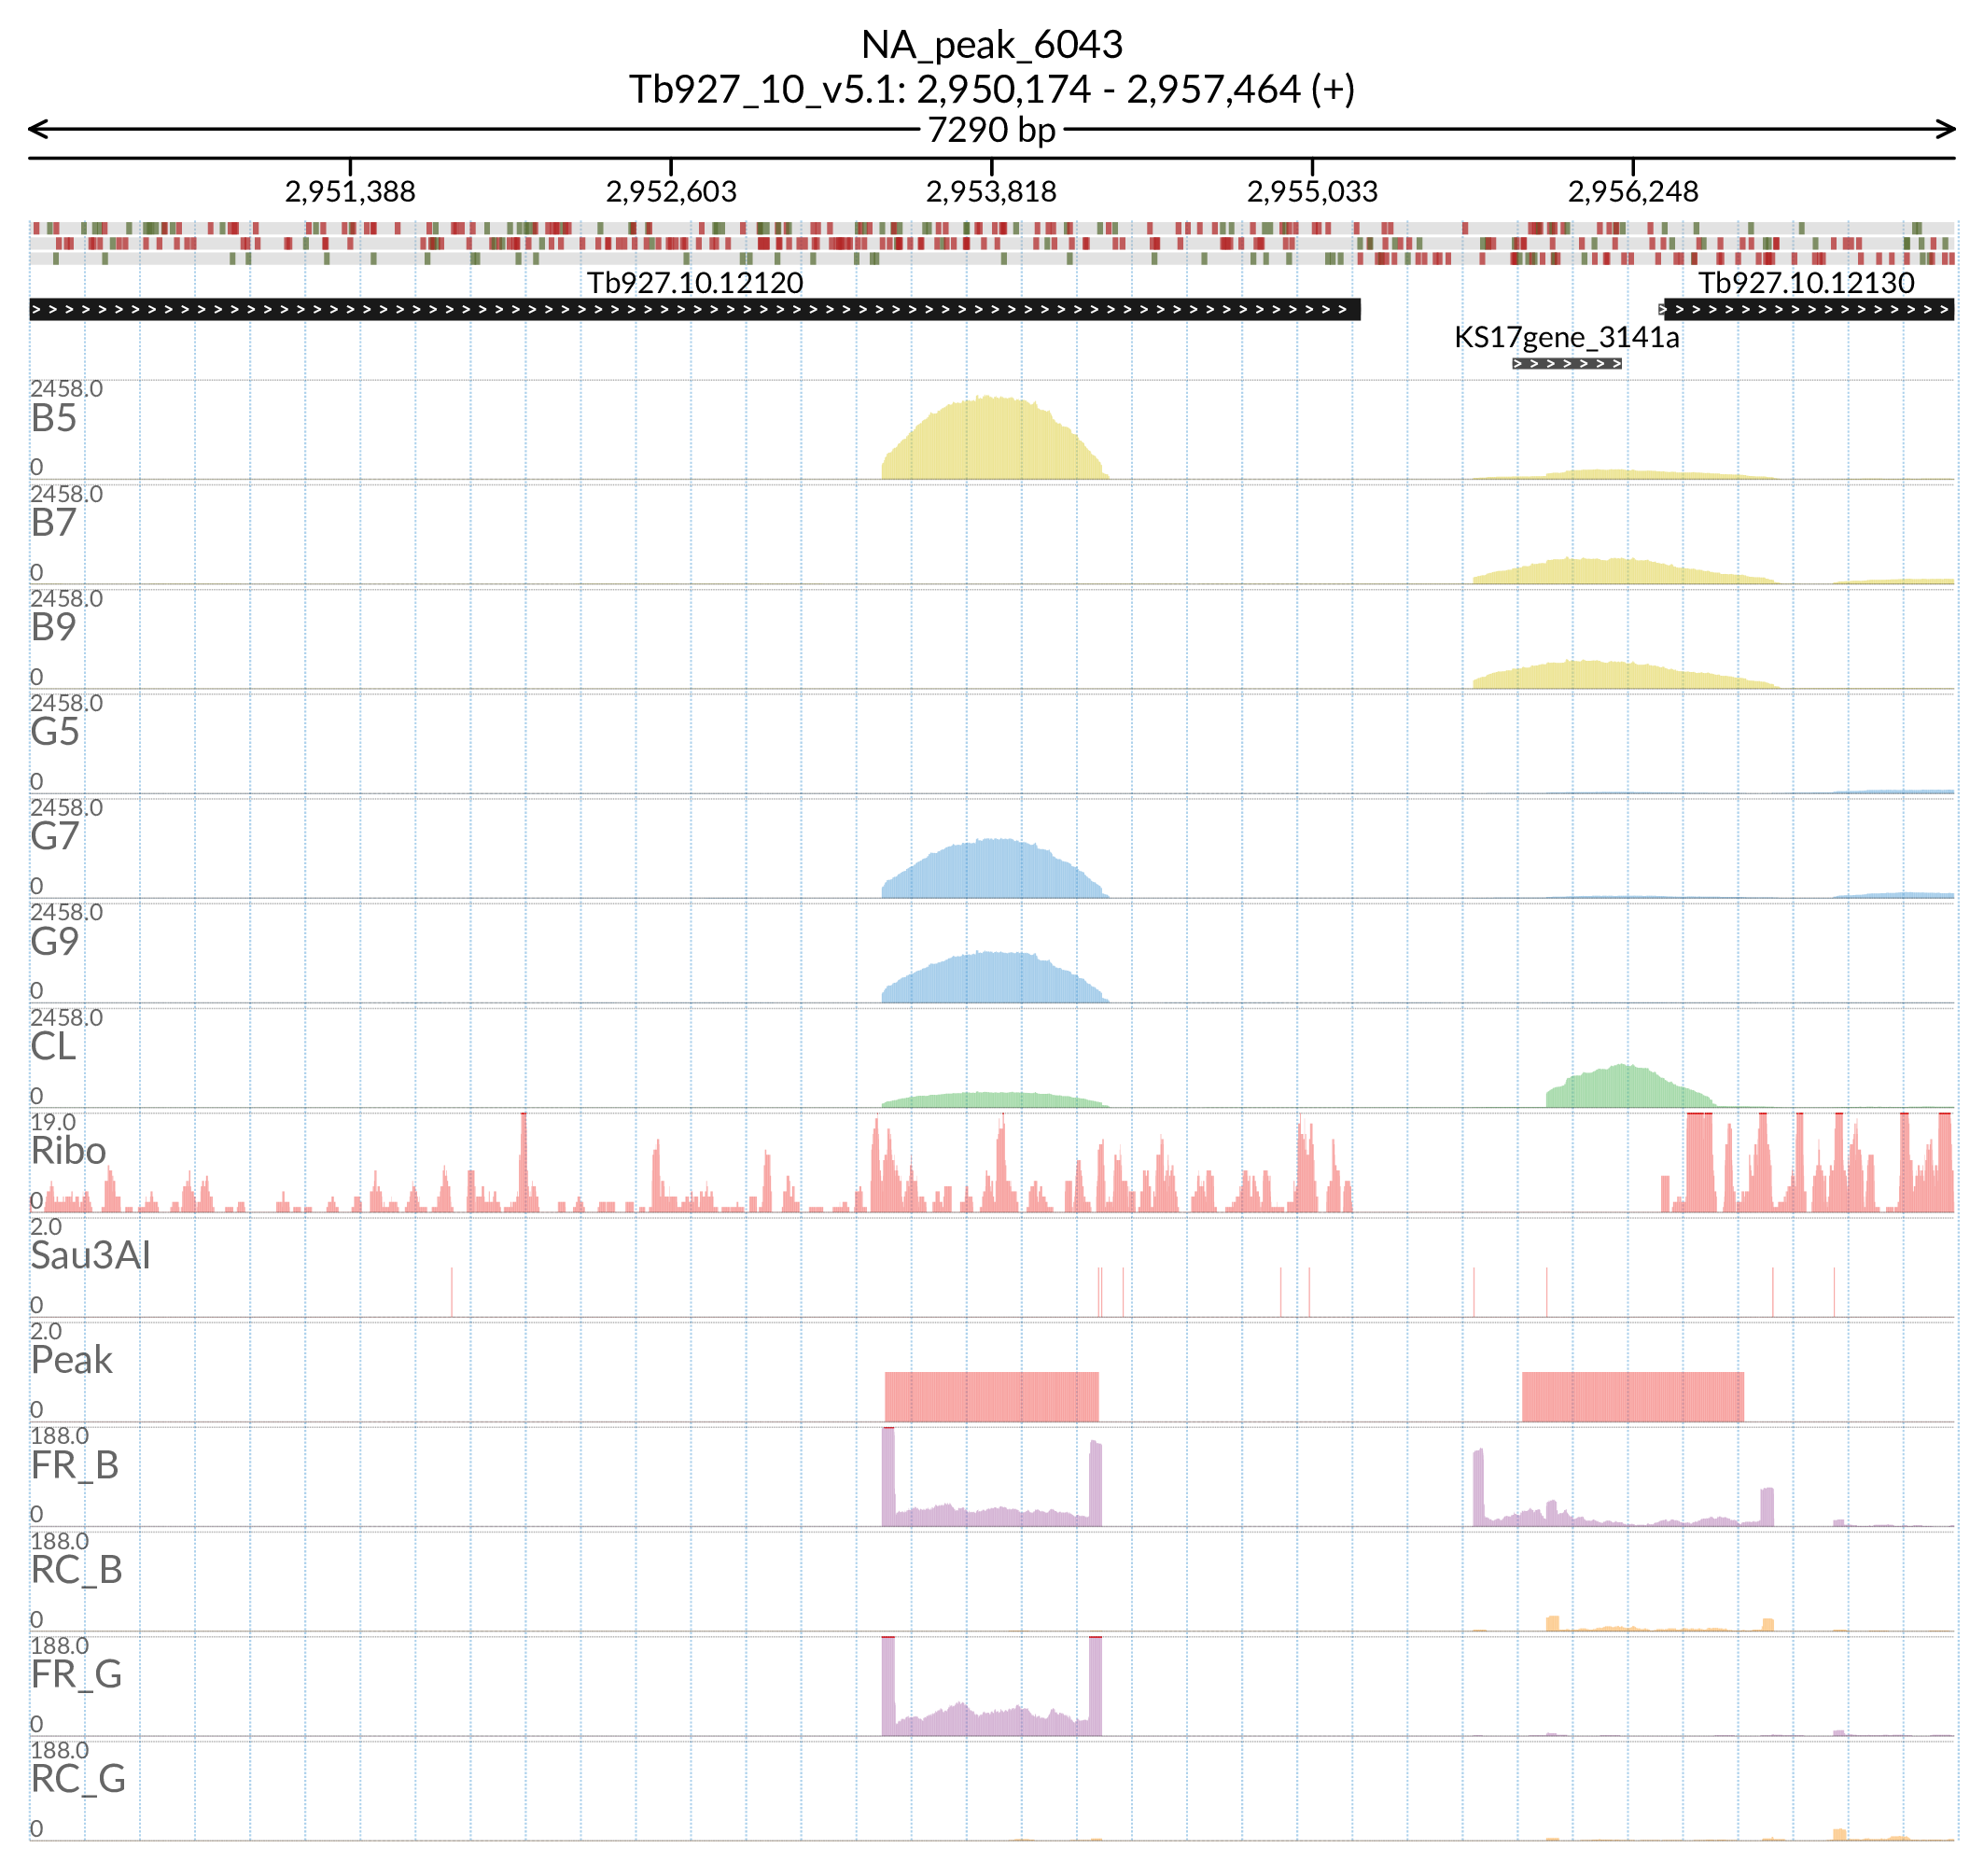 NA_peak_6043
Tb927_10_v5.1: 2,950,174 - 2,957,464 (+)
7290 bp
2,951,388 2,952,603 2,953,818 2,955,033 2,956,248
Tb927.10.12120 Tb927.10.12130
KS17gene_3141a
2458.0
B5
0
2458.0
B7
0
2458.0
B9
0
2458.0
G5
0
2458.0
G7
0
2458.0
G9
0
2458.0
CL
0
19.0
Ribo
0
2.0
Sau3AI
0
2.0
Peak
0
188.0
FR_B
0
188.0
RC_B
0
188.0
FR_G
0
188.0
RC_G
0